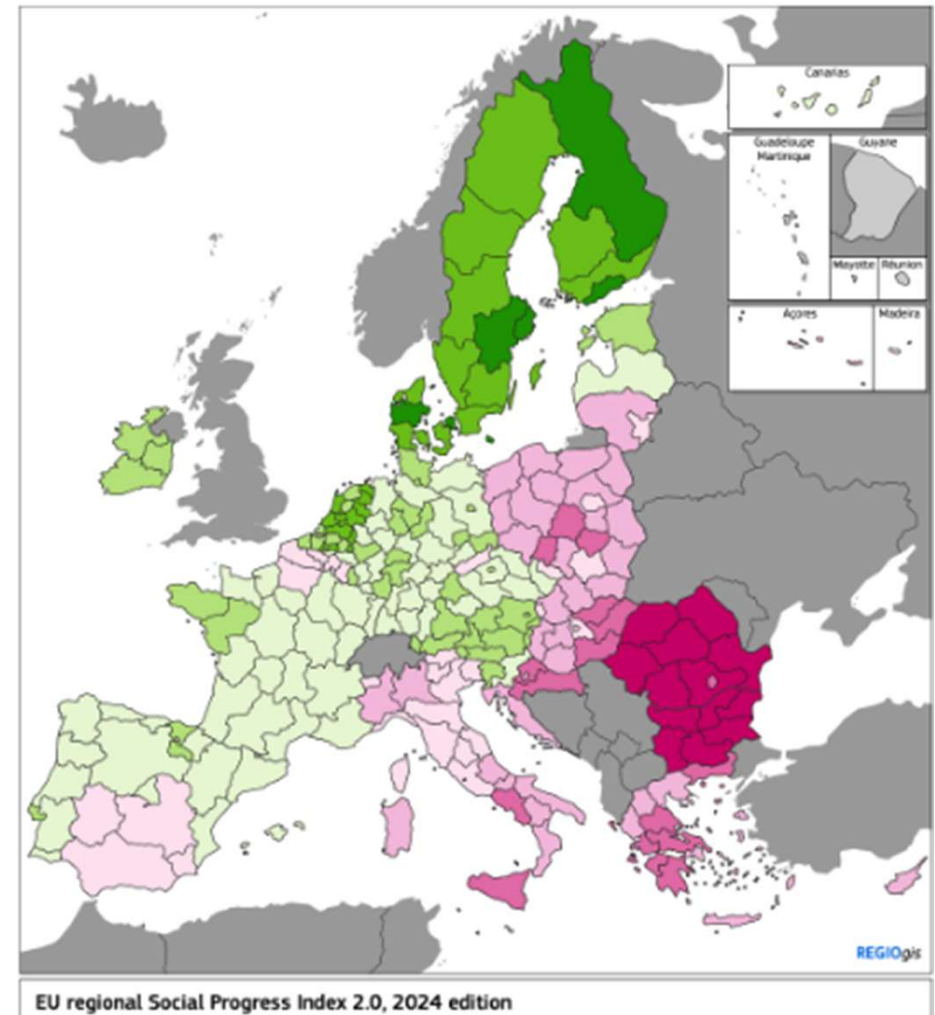 Canarias
Guadeloupe
Martinique
Guyane
Mayotte
Réunion
Açores
Madeira
REGIOgis
EU regional Social Progress Index 2.0, 2024 edition